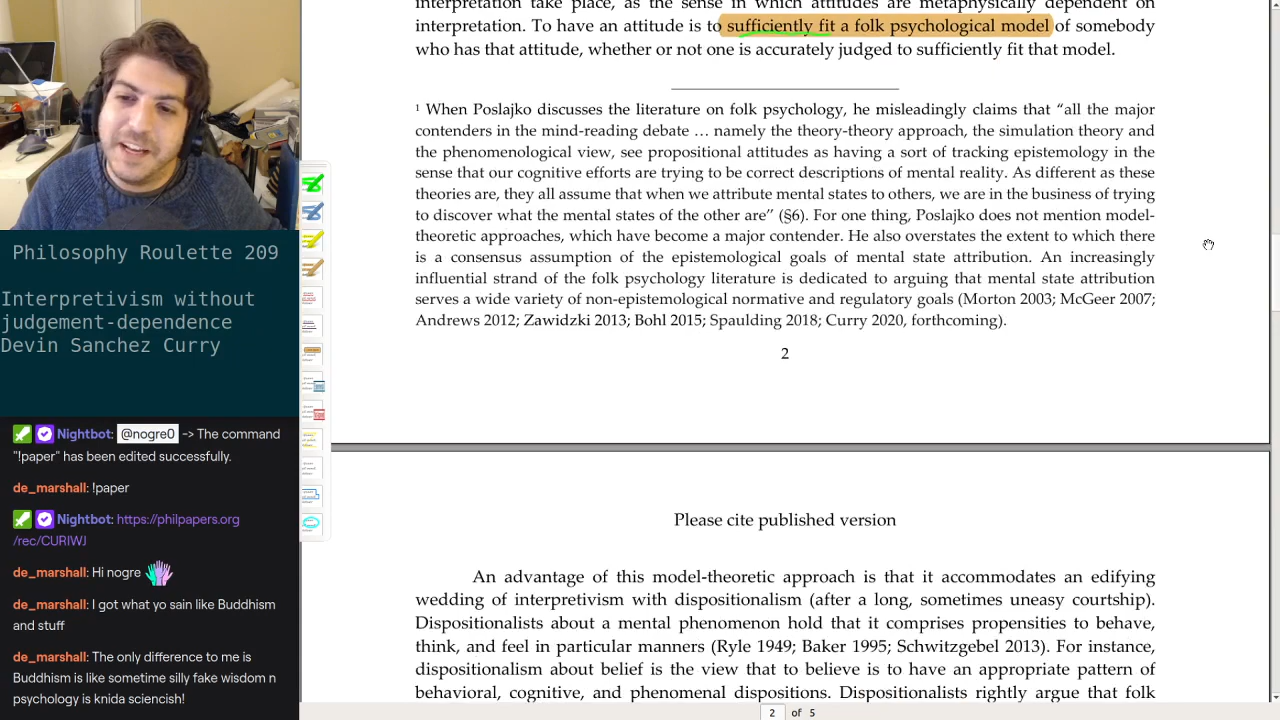 interpretation take place, as the sense in which attitudes are metaphysically dependent on
interpretation. To have an attitude is to sufficiently fit a folk psychological model of somebody
who has that attitude, whether or not one is accurately judged to sufficiently fit that model.
1 When Poslajko discusses the literature on folk psychology, he misleadingly claims that “all the major
contenders in the mind-reading debate … namely the theory-theory approach, the simulation theory and
the phenomenological view, see propositional attitudes as having a sort of tracking epistemology in the
sense that our cognitive efforts are trying to be correct descriptions of mental reality. As different as these
theories are, they all assume that when we attribute mental states to others, we are in the business of trying
to discover what the mental states of the other are” (§6). For one thing, Poslajko does not mention model-
theoretic approaches, which have become a major contender. He also overstates the extent to which there
is a consensus assumption of the epistemological goals of mental state attribution. An increasingly
influential strand of the folk psychology literature is dedicated to arguing that mental state attribution
serves a wide variety of non-epistemological normative and regulatory goals (Morton 2003; McGeer 2007;
Andrews 2012; Zawidzki 2013; Bohl 2015; Spaulding 2018; Curry 2020, forthcoming
2
Please cite published version
An advantage of this model-theoretic approach is that it accommodates an edifying
wedding of interpretivism with dispositionalism (after a long, sometimes uneasy courtship).
Dispositionalists about a mental phenomenon hold that it comprises propensities to behave,
think, and feel in particular manners (Ryle 1949; Baker 1995; Schwitzgebel 2013). For instance,
dispositionalism about belief is the view that to believe is to have an appropriate pattern of
behavioral, cognitive, and phenomenal dispositions. Dispositionalists rightly argue that folk
2 of 5
Philosophy Roulette 209
Interpretivism without
judgement-dependence
Devin Sanchez Curry
Nightbot: @nogre0 -> The command
"!paper" has been edited successfully.
de_marshall: !paper
Nightbot: https://philpapers.org
/rec/CURIWJ
de_marshall: Hi nogre
de_marshall: I got what yo sain like Buddhism
and stuff
de_marshall: The only difference to me is
Buddhism is like sometime silly fake wisdom n
psychology is knida sciencish!